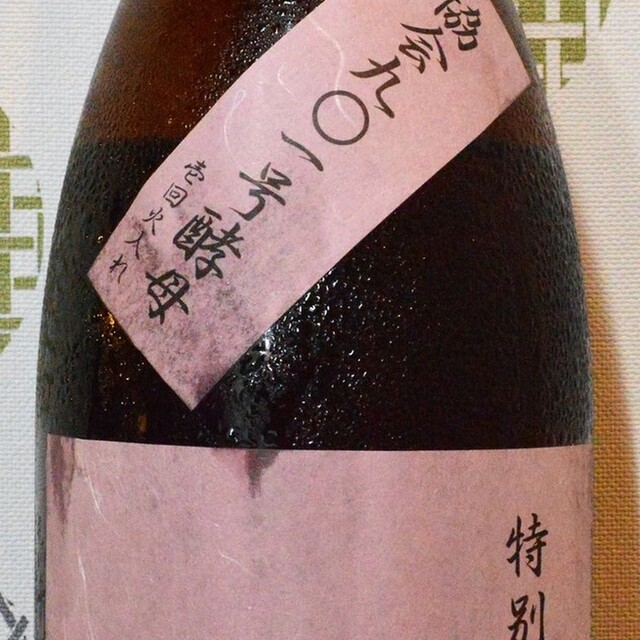 協会九〇一号酵母
壱回火入れ
特別